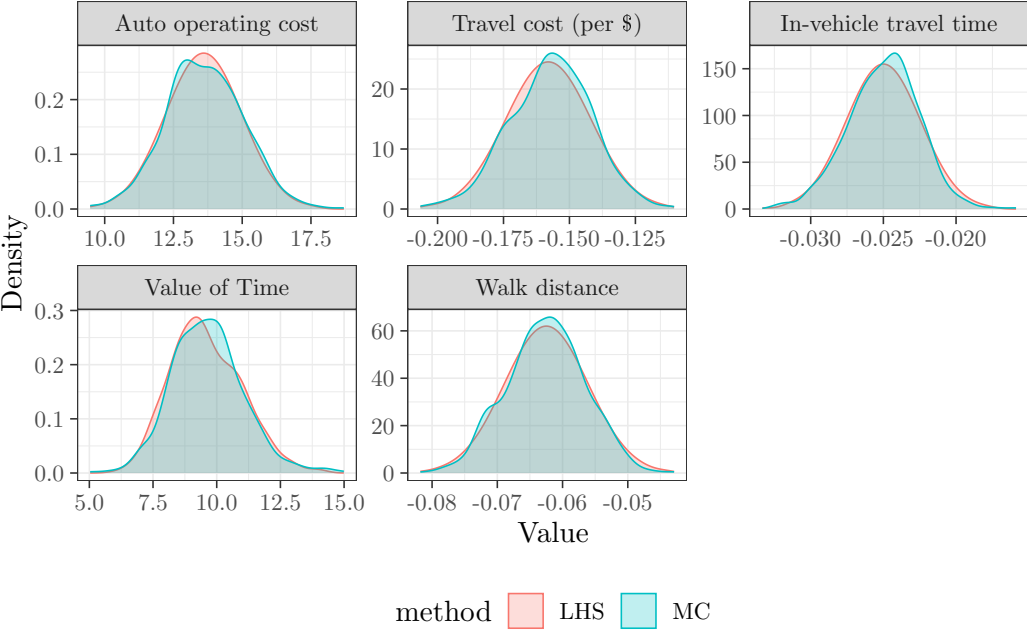 Auto operating cost
Travel cost (per $)
In-vehicle travel time
0.2
0.1
0.0
20
10
0
150
100
50
0
10.0 12.5 15.0 17.5
-0.200 -0.175 -0.150 -0.125
-0.030 -0.025 -0.020
Density
Value of Time
Walk distance
0.3
0.2
0.1
0.0
60
40
20
0
5.0 7.5 10.0 12.5 15.0
-0.08 -0.07 -0.06 -0.05
Value
method LHS MC